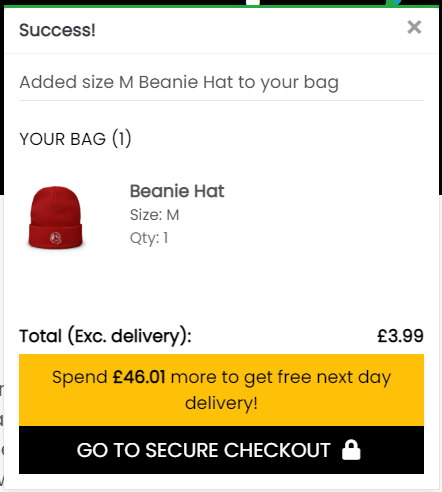 Success!
×
Added size M Beanie Hat to your bag
YOUR BAG (1)
Beanie Hat
Size: M
Qty: 1
Total (Exc. delivery): £3.99
Spend £46.01 more to get free next day
delivery!
GO TO SECURE CHECKOUT